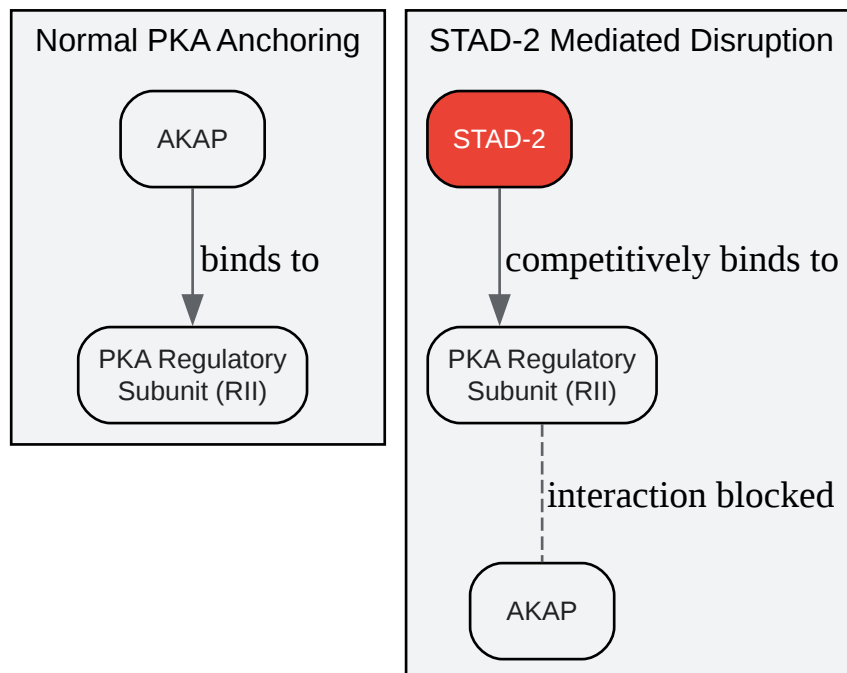 Normal PKA Anchoring
AKAP
binds to
PKA Regulatory
Subunit (RII)
STAD-2 Mediated Disruption
STAD-2
competitively binds to
PKA Regulatory
Subunit (RII)
interaction blocked
AKAP